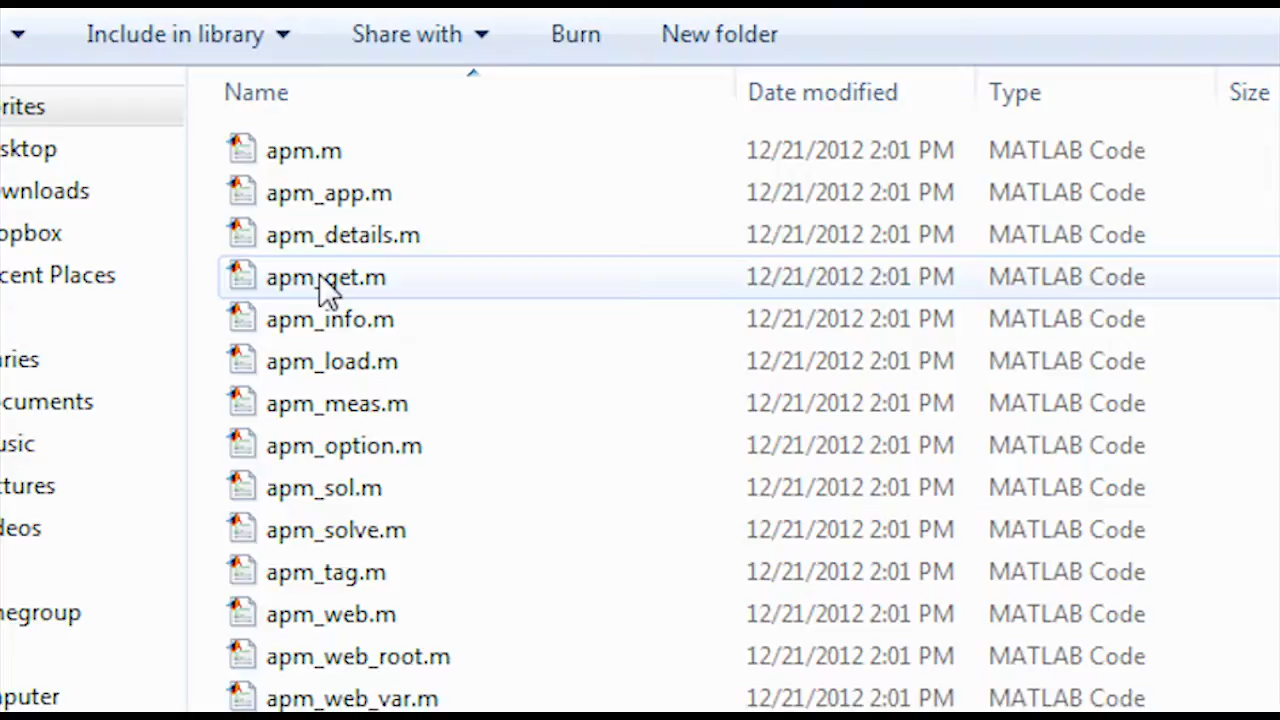 Include in library Share with Burn New folder
Name Date modified Type Size
rites
sktop
wnloads
opbox
cent Places
ries
cuments
usic
tures
deos
negroup
puter
apm.m 12/21/2012 2:01 PM MATLAB Code
apm_app.m 12/21/2012 2:01 PM MATLAB Code
apm_details.m 12/21/2012 2:01 PM MATLAB Code
apm_get.m 12/21/2012 2:01 PM MATLAB Code
apm_info.m 12/21/2012 2:01 PM MATLAB Code
apm_load.m 12/21/2012 2:01 PM MATLAB Code
apm_meas.m 12/21/2012 2:01 PM MATLAB Code
apm_option.m 12/21/2012 2:01 PM MATLAB Code
apm_sol.m 12/21/2012 2:01 PM MATLAB Code
apm_solve.m 12/21/2012 2:01 PM MATLAB Code
apm_tag.m 12/21/2012 2:01 PM MATLAB Code
apm_web.m 12/21/2012 2:01 PM MATLAB Code
apm_web_root.m 12/21/2012 2:01 PM MATLAB Code
apm_web_var.m 12/21/2012 2:01 PM MATLAB Code